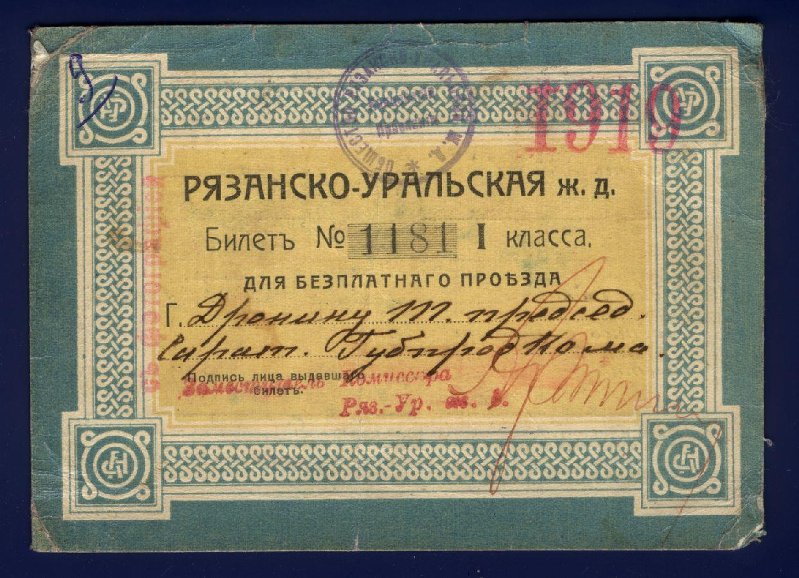 1919
РЯЗАНСКО-УРАЛЬСКАЯ Ж. Д.
Билетъ № 1181 I класса,
ДЛЯ БЕЗПЛАТНАГО ПРОѢЗДА
Г. Дронину т. председ.
Сарат. Губпродкома.
Подпись лица выдавшаго
билетъ.
Заместитель Комиссара
Ряз.-Ур. ж. д.